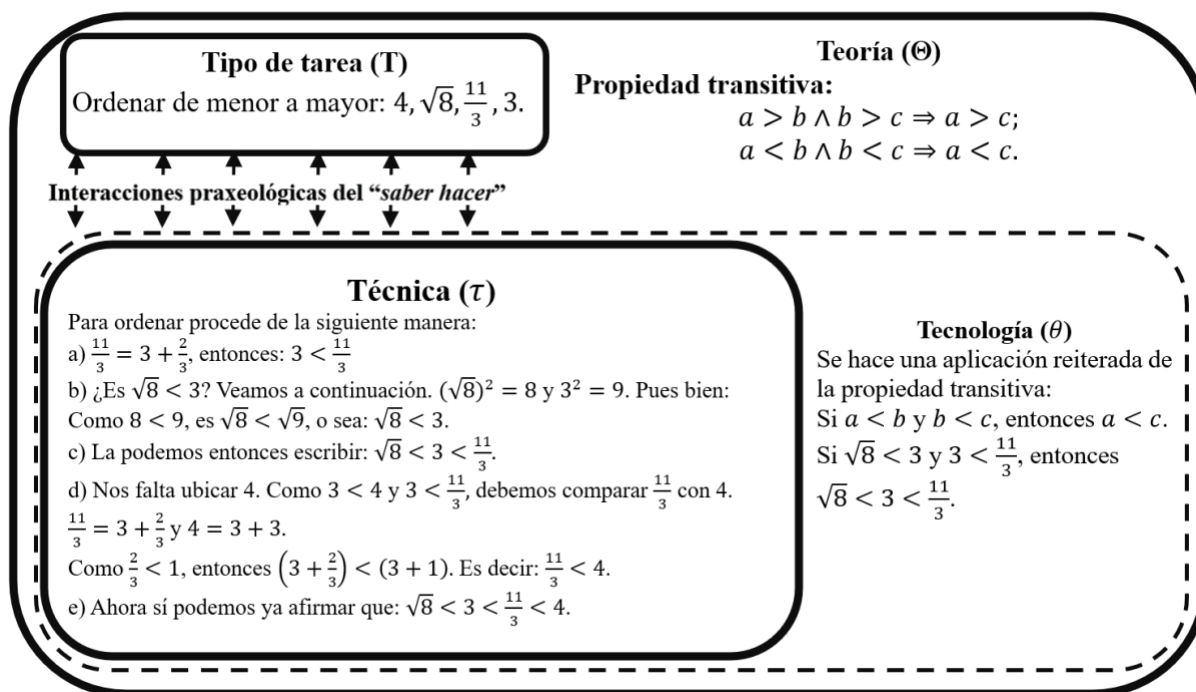 Tipo de tarea (T)
Ordenar de menor a mayor: 4, √8, 11/3, 3.
Teoría (Θ)
Propiedad transitiva:
a > b ∧ b > c ⇒ a > c;
a < b ∧ b < c ⇒ a < c.
Interacciones praxeológicas del “saber hacer”
Técnica (τ)
Para ordenar procede de la siguiente manera:
a) 11/3 = 3 + 2/3, entonces: 3 < 11/3
b) ¿Es √8 < 3? Veamos a continuación. (√8)² = 8 y 3² = 9. Pues bien:
Como 8 < 9, es √8 < √9, o sea: √8 < 3.
c) La podemos entonces escribir: √8 < 3 < 11/3.
d) Nos falta ubicar 4. Como 3 < 4 y 3 < 11/3, debemos comparar 11/3 con 4.
11/3 = 3 + 2/3 y 4 = 3 + 3.
Como 2/3 < 1, entonces (3 + 2/3) < (3 + 1). Es decir: 11/3 < 4.
e) Ahora sí podemos ya afirmar que: √8 < 3 < 11/3 < 4.
Tecnología (θ)
Se hace una aplicación reiterada de
la propiedad transitiva:
Si a < b y b < c, entonces a < c.
Si √8 < 3 y 3 < 11/3, entonces
√8 < 3 < 11/3.